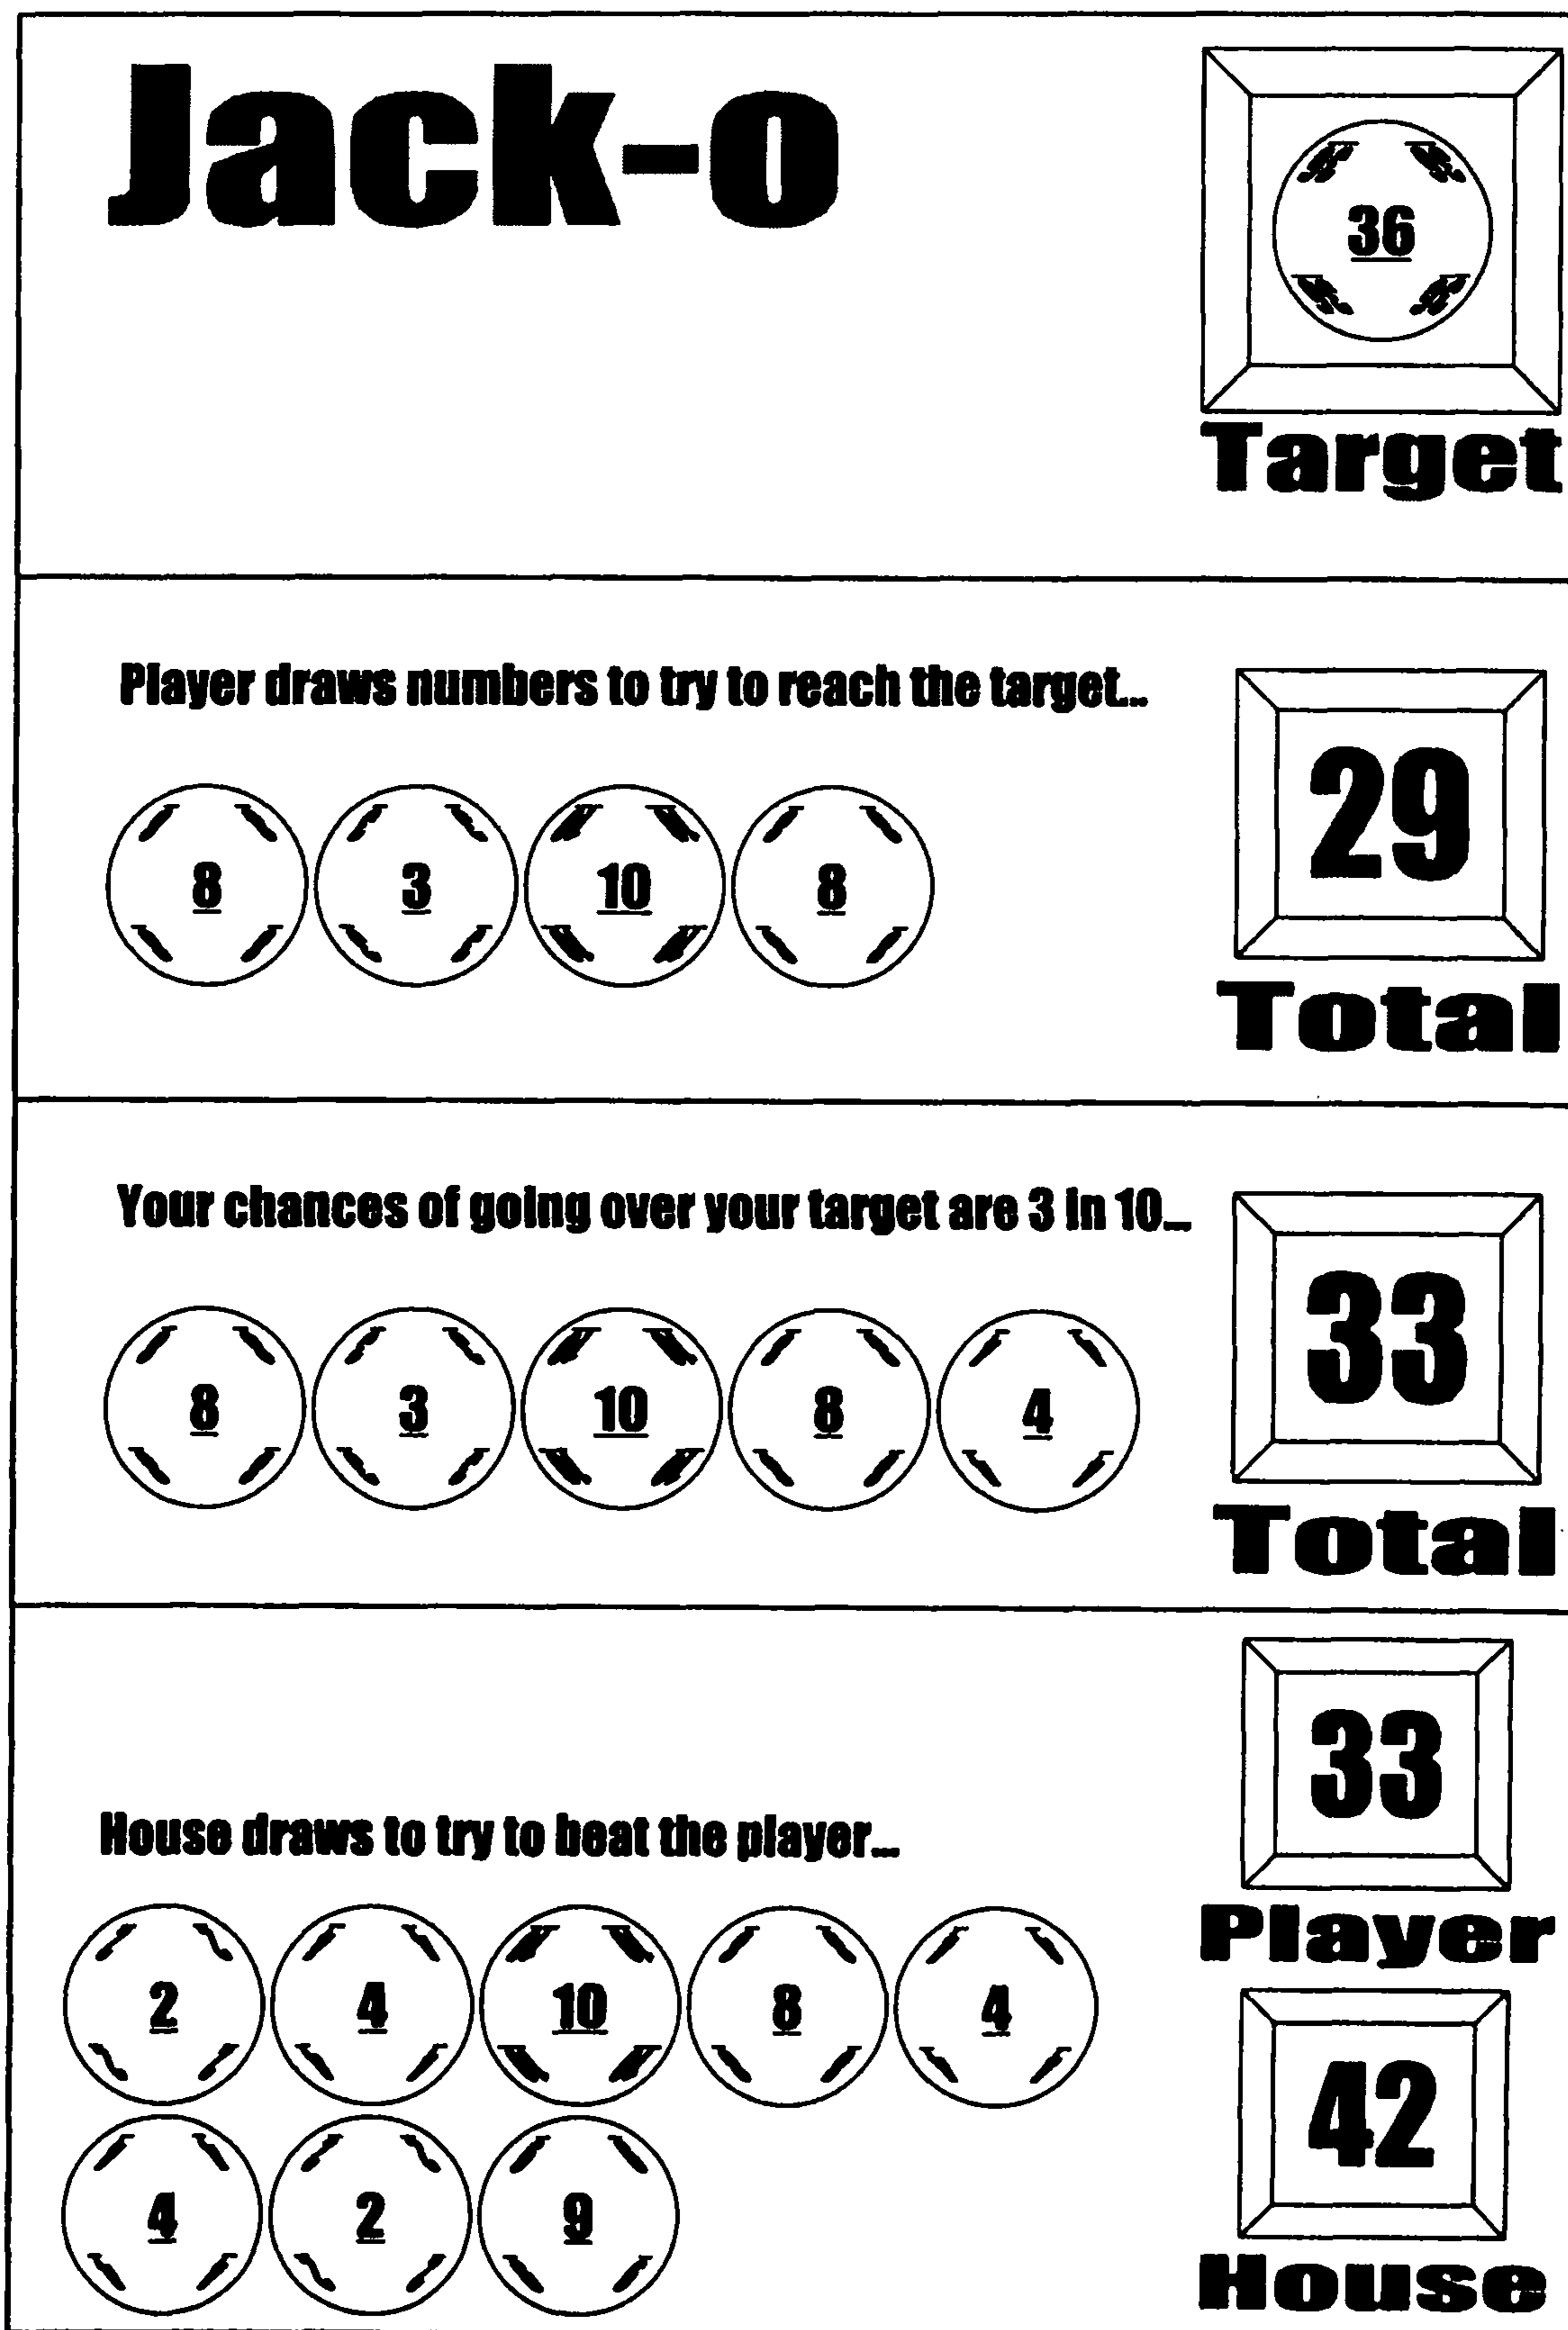 Jack-o
36
Target
Player draws numbers to try to reach the target...
8 3 10 8
29
Total
Your chances of going over your target are 3 in 10...
8 3 10 8 4
33
Total
33
Player
House draws to try to beat the player...
2 4 10 8 4
4 2 9
42
House